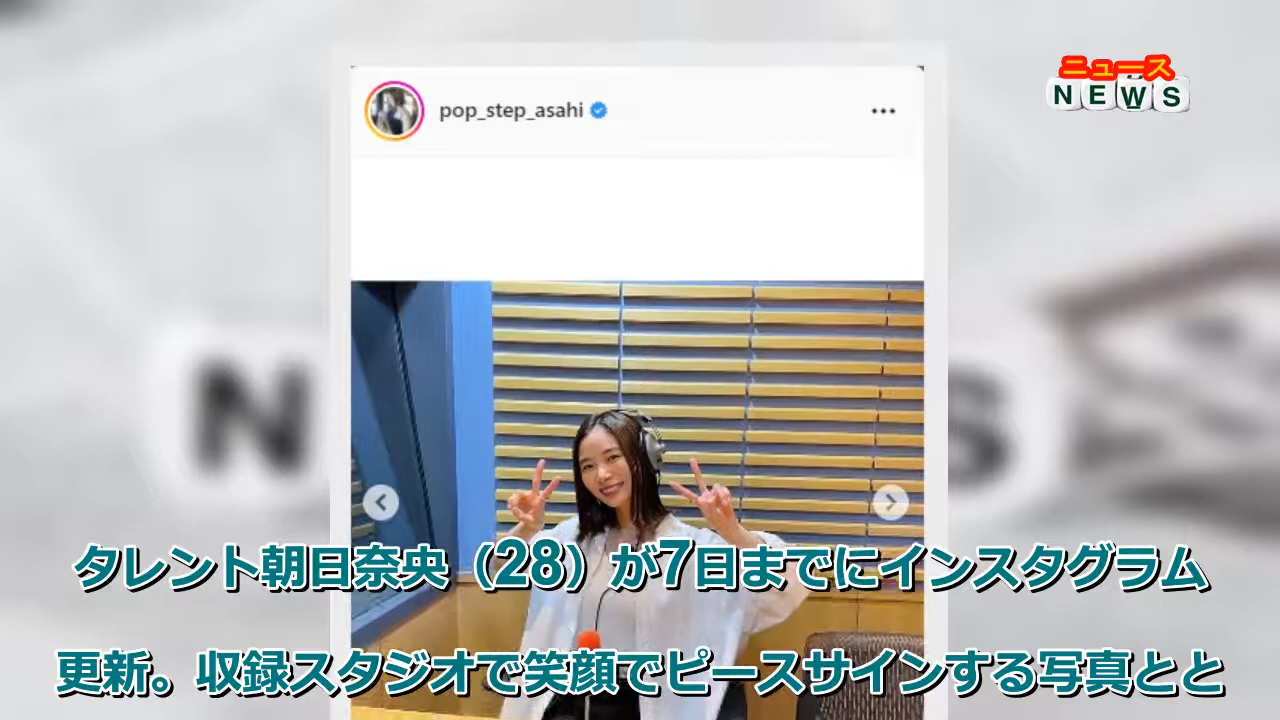 ニュース
NEWS
pop_step_asahi
N
S
タレント朝日奈央（28）が7日までにインスタグラム
更新。収録スタジオで笑顔でピースサインする写真とと